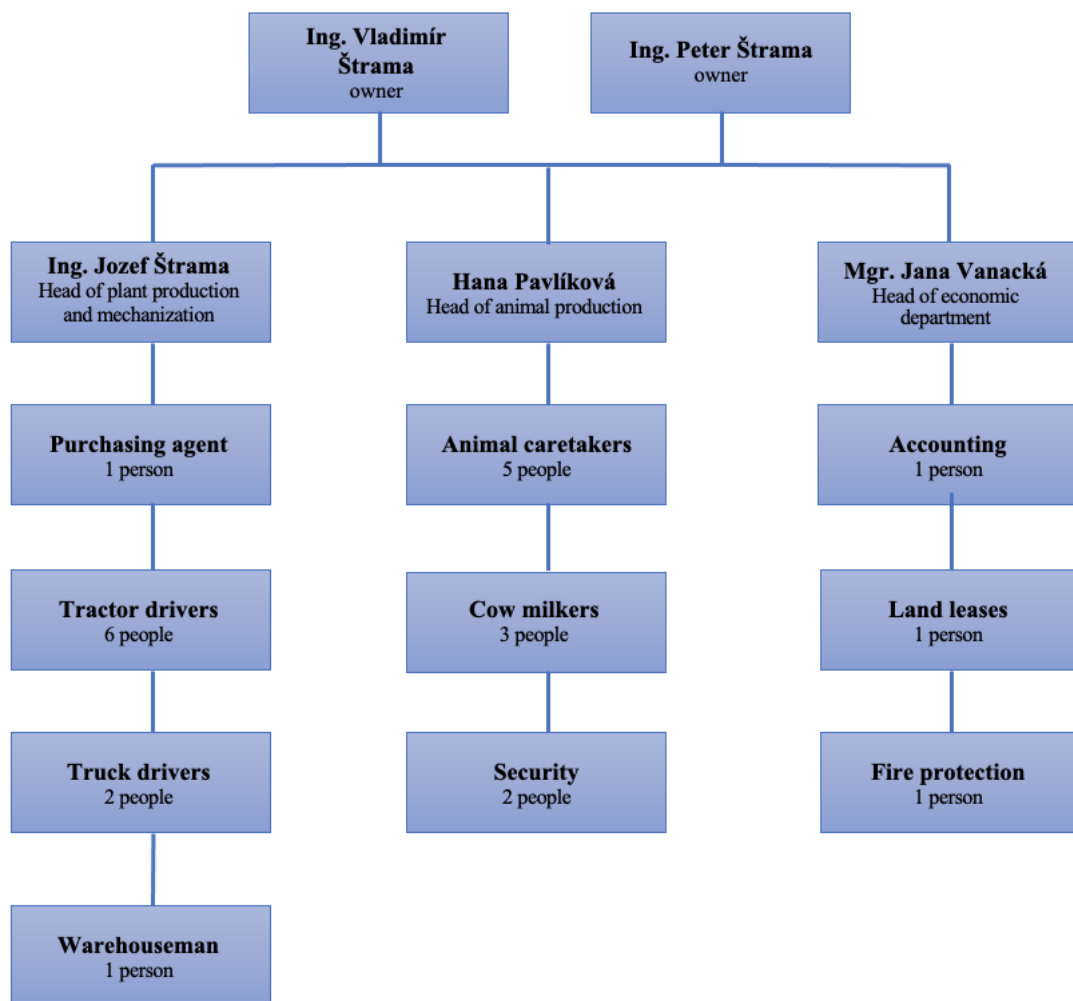 Ing. Vladimír
Štrama
owner
Ing. Peter Štrama
owner
Ing. Jozef Štrama
Head of plant production
and mechanization
Hana Pavlíková
Head of animal production
Mgr. Jana Vanacká
Head of economic
department
Purchasing agent
1 person
Animal caretakers
5 people
Accounting
1 person
Tractor drivers
6 people
Cow milkers
3 people
Land leases
1 person
Truck drivers
2 people
Security
2 people
Fire protection
1 person
Warehouseman
1 person